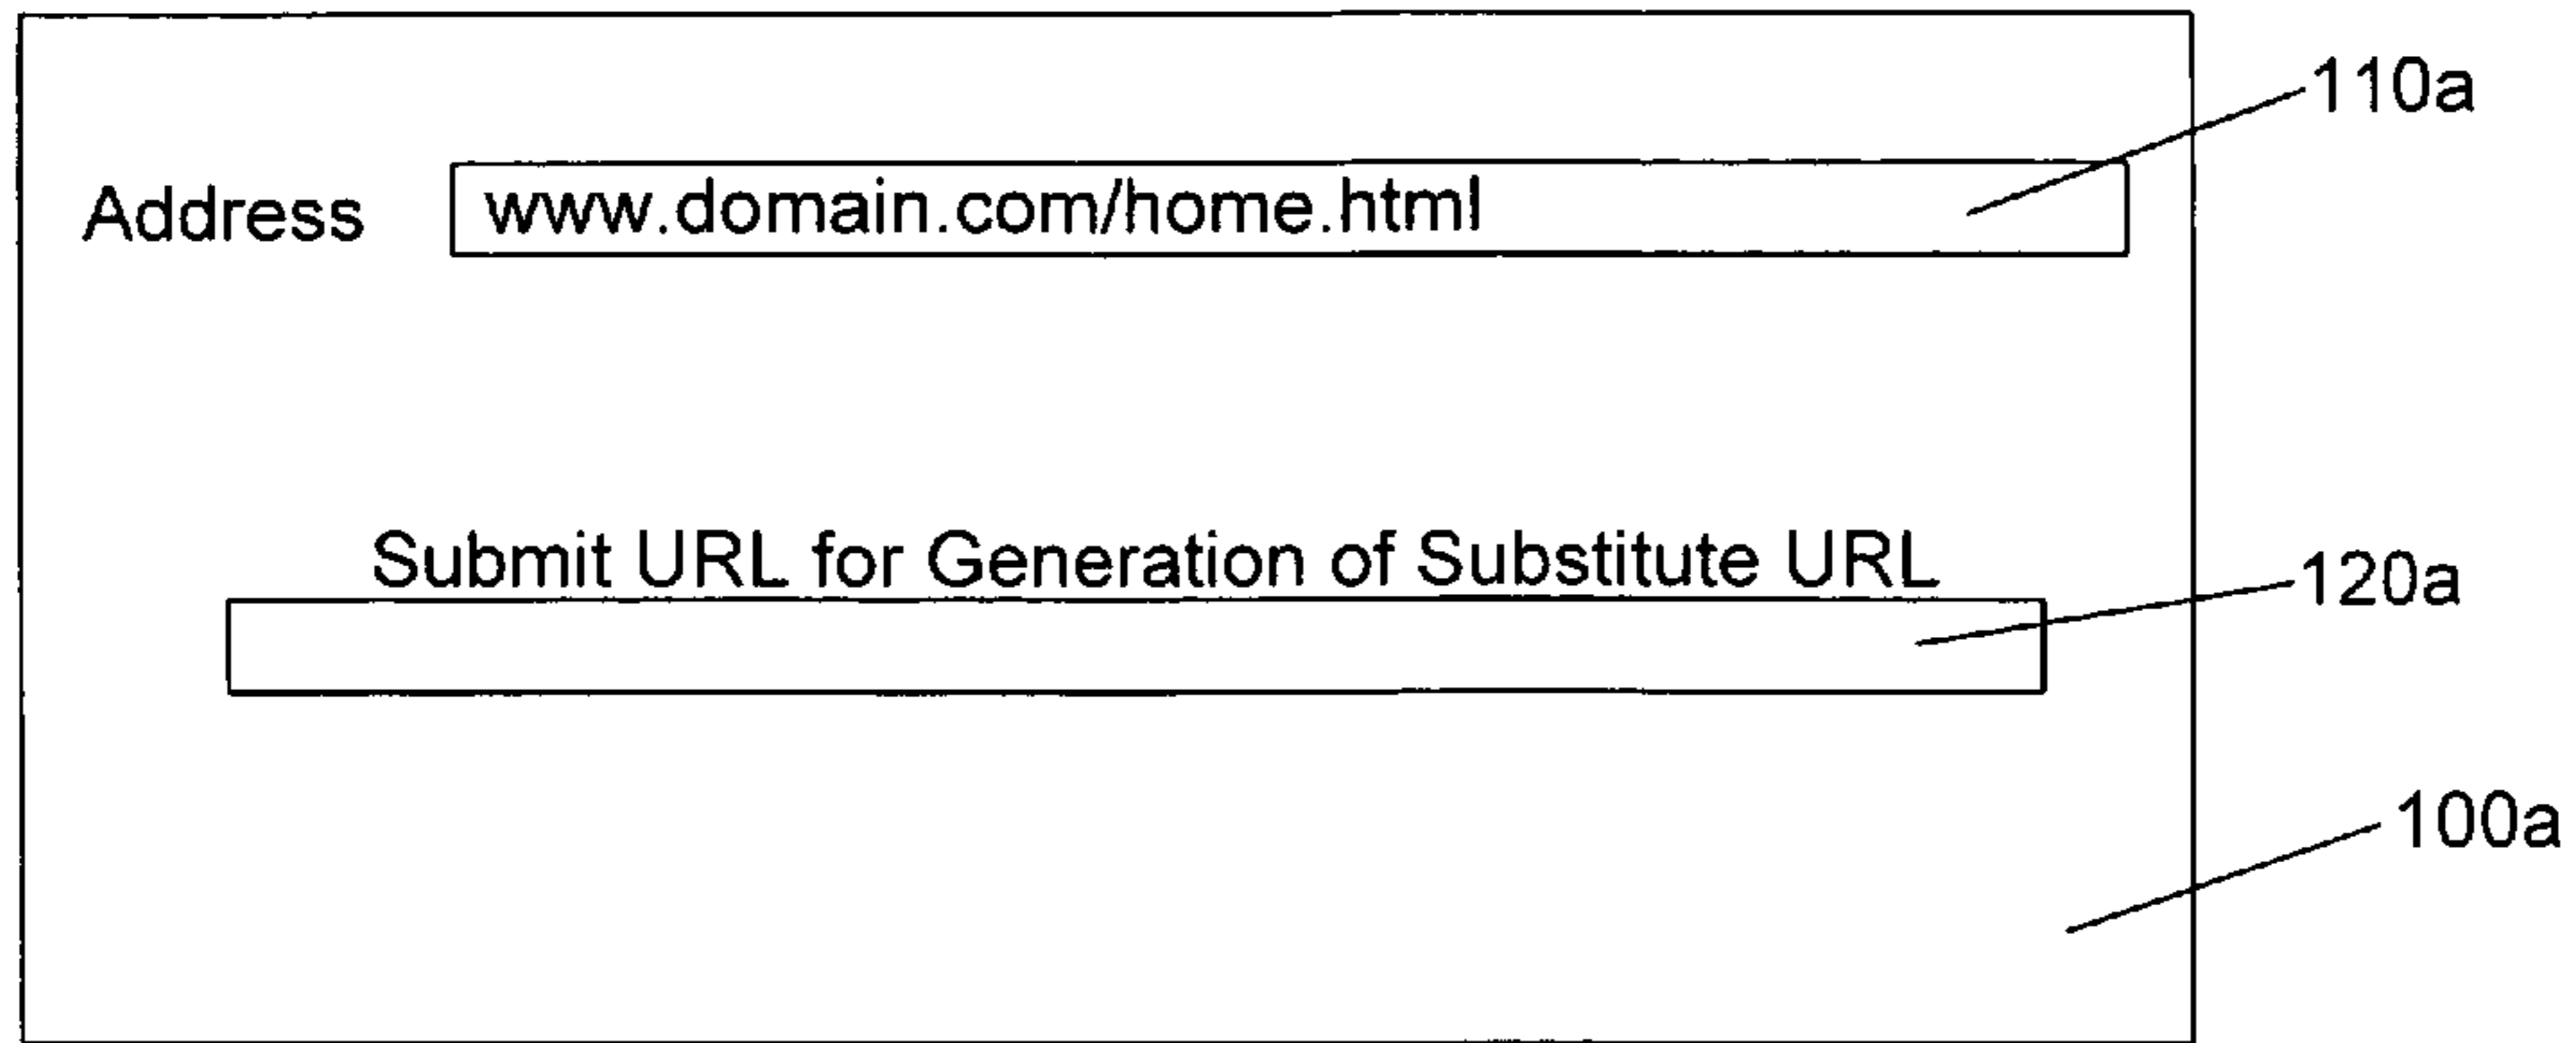 110a
Address www.domain.com/home.html
Submit URL for Generation of Substitute URL
120a
100a